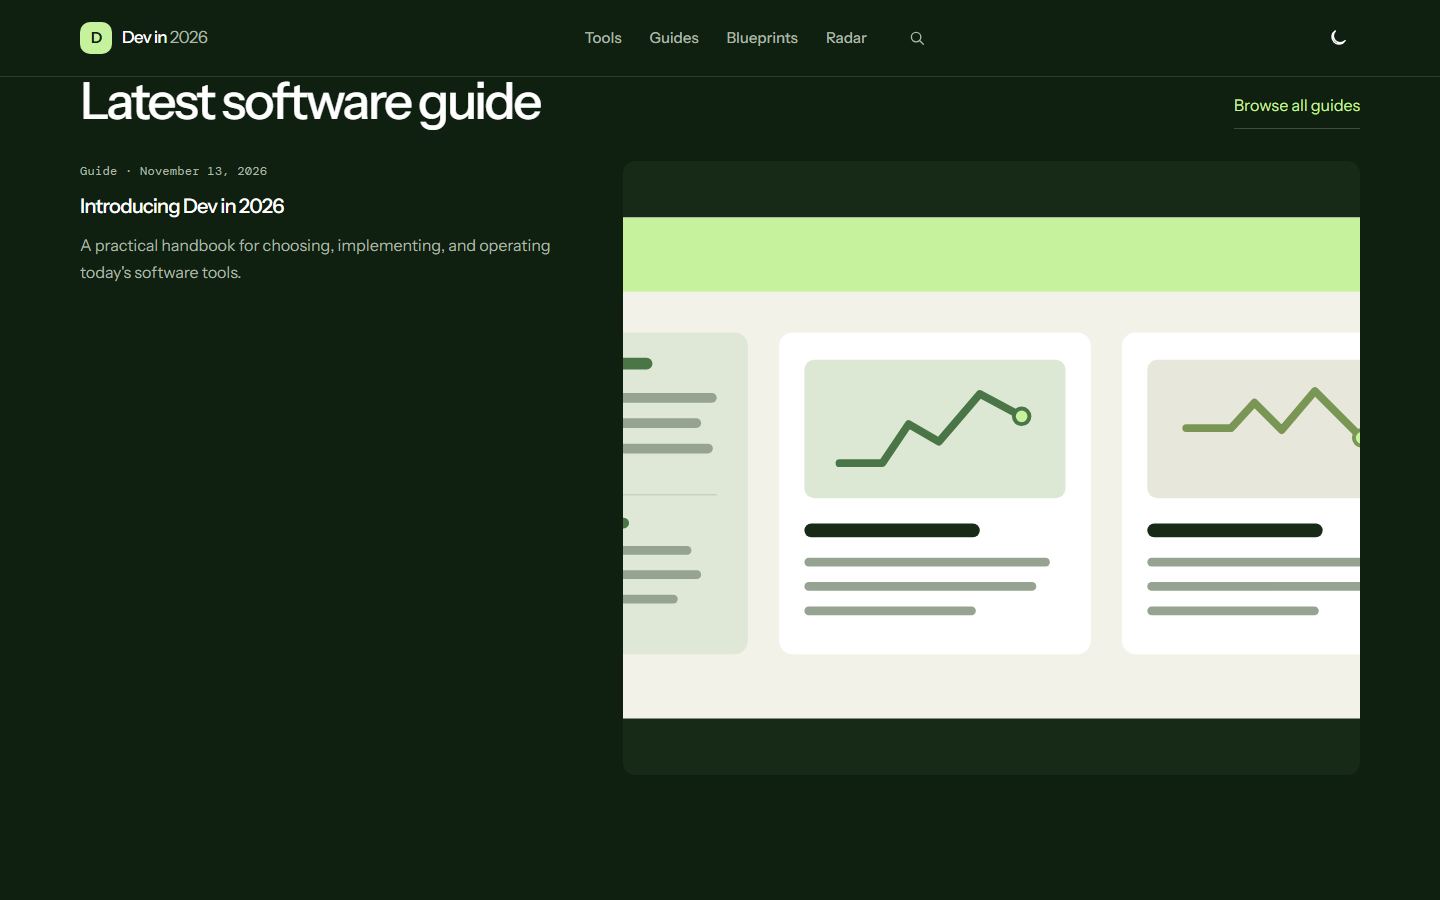 D
Dev in 2026
Tools
Guides
Blueprints
Radar
Latest software guide
Browse all guides
Guide · November 13, 2026
Introducing Dev in 2026
A practical handbook for choosing, implementing, and operating
today's software tools.